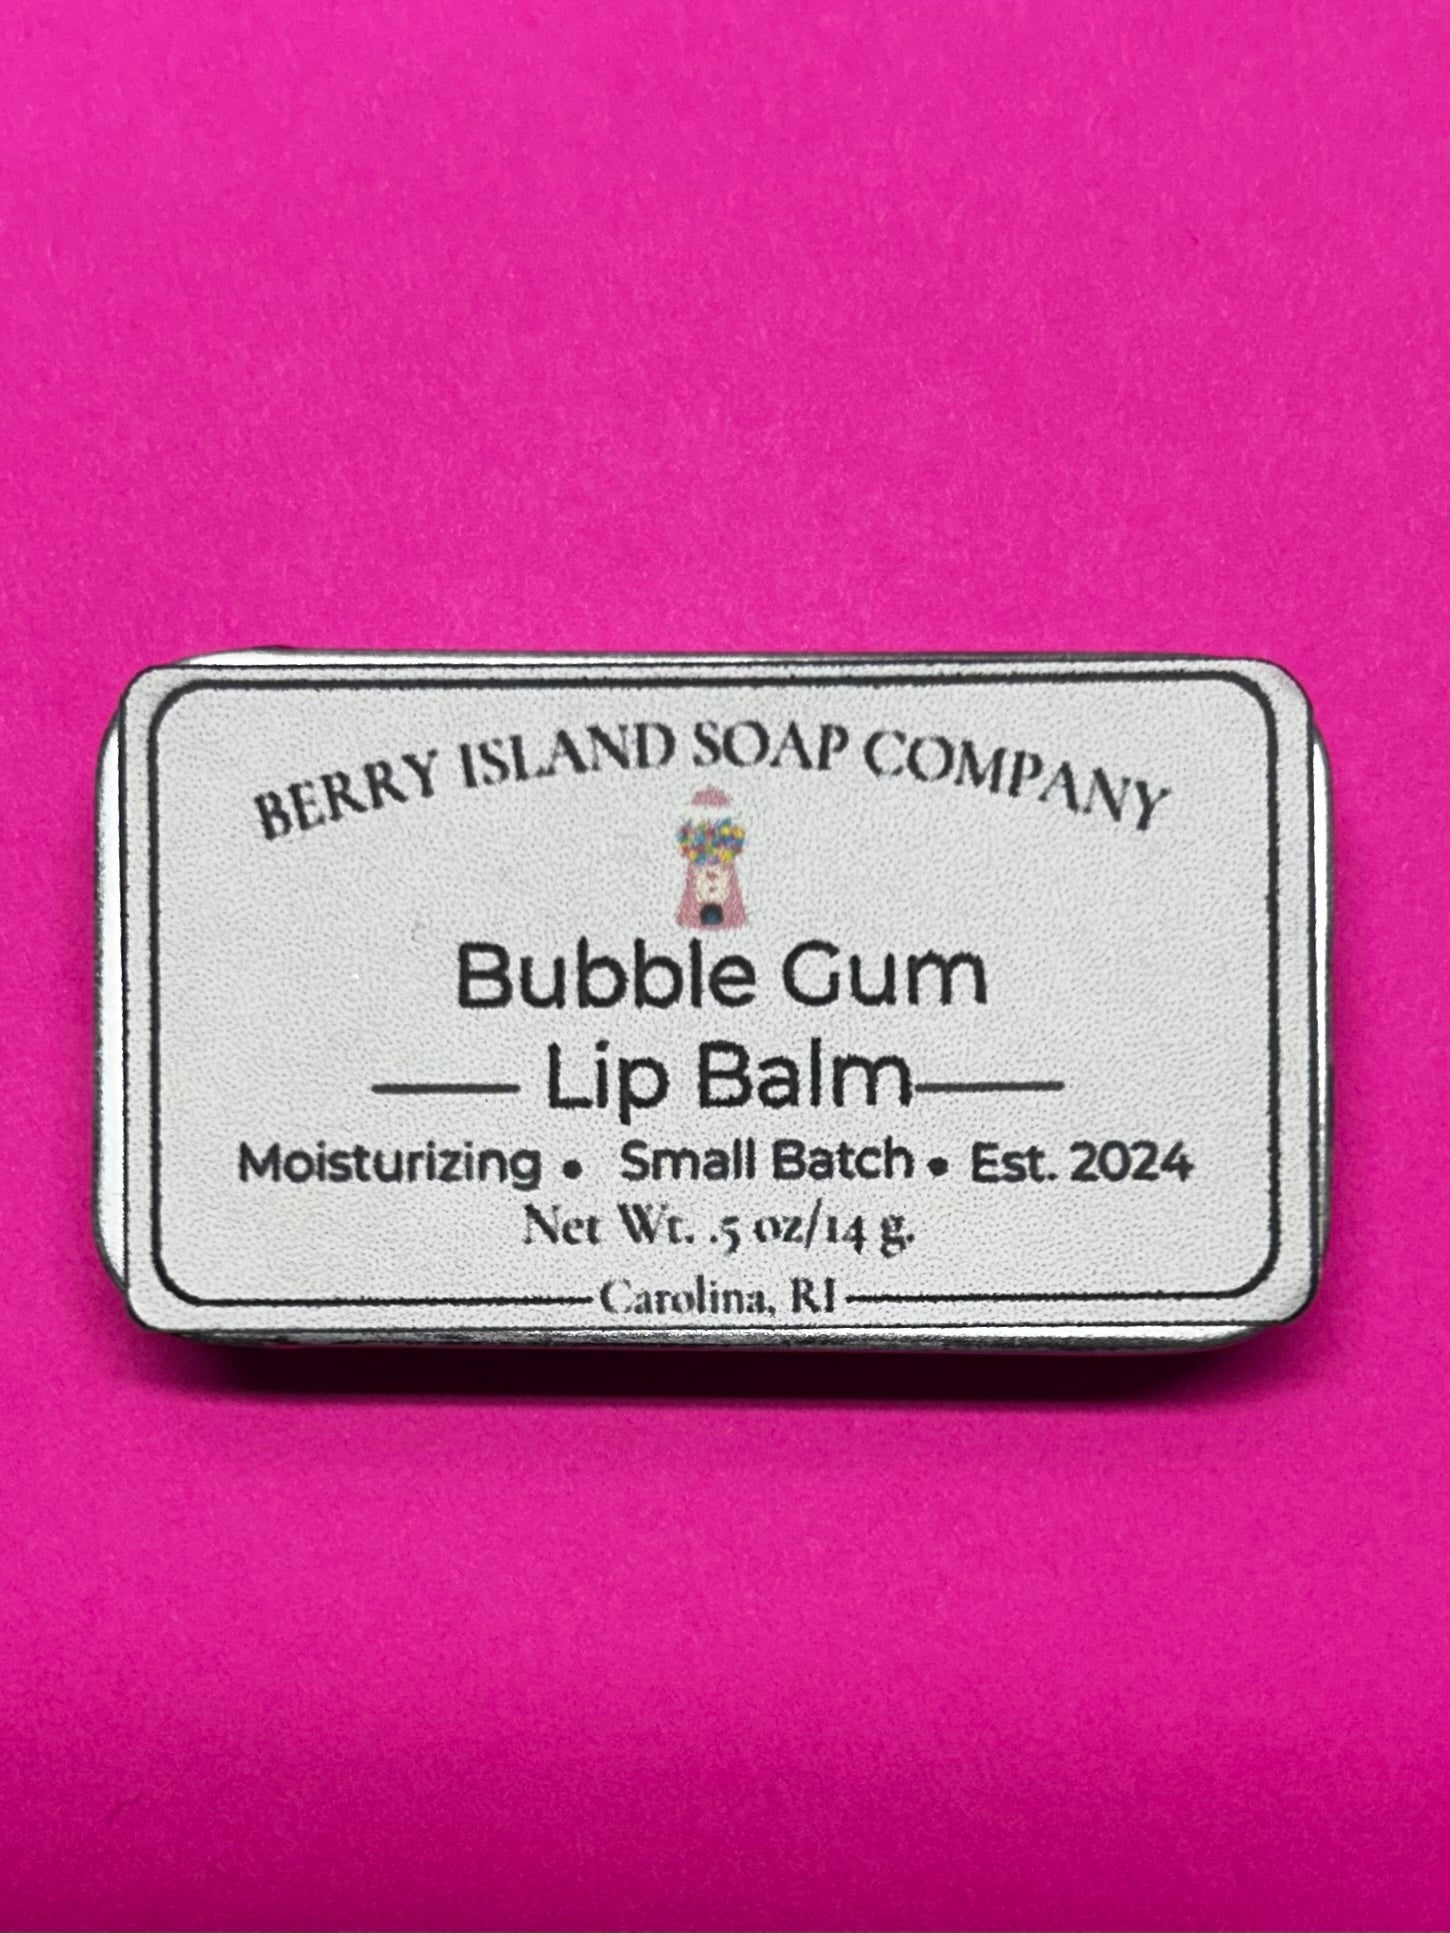 BERRY ISLAND SOAP COMPANY
Bubble Gum
Lip Balm
Moisturizing • Small Batch • Est. 2024
Net Wt. .5 oz/14 g.
Carolina, RI